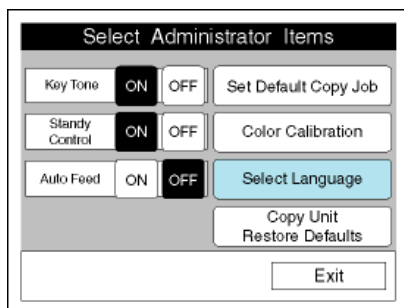 Select Administrator Items
Key Tone ON OFF Set Default Copy Job
Standy
Control ON OFF Color Calibration
Auto Feed ON OFF Select Language
Copy Unit
Restore Defaults
Exit